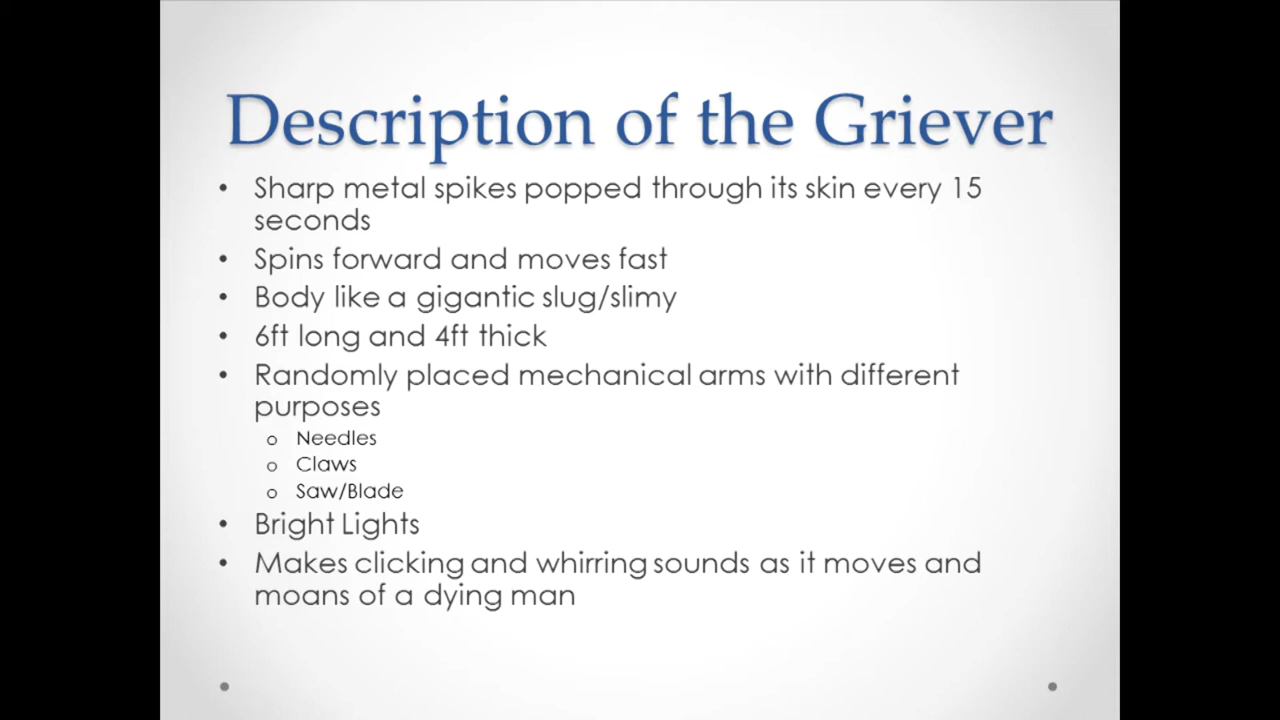 Description of the Griever
• Sharp metal spikes popped through its skin every 15
seconds
• Spins forward and moves fast
• Body like a gigantic slug/slimy
• 6ft long and 4ft thick
• Randomly placed mechanical arms with different
purposes
o Needles
o Claws
o Saw/Blade
• Bright Lights
• Makes clicking and whirring sounds as it moves and
moans of a dying man